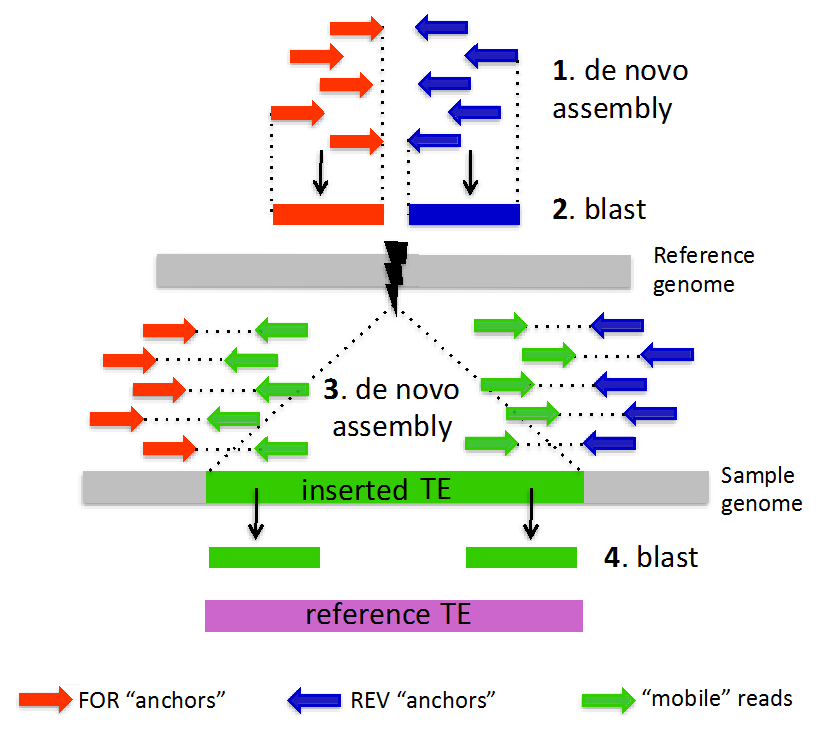 1. de novo
assembly
2. blast
Reference
genome
3. de novo
assembly
inserted TE
Sample
genome
4. blast
reference TE
FOR “anchors”
REV “anchors”
“mobile” reads